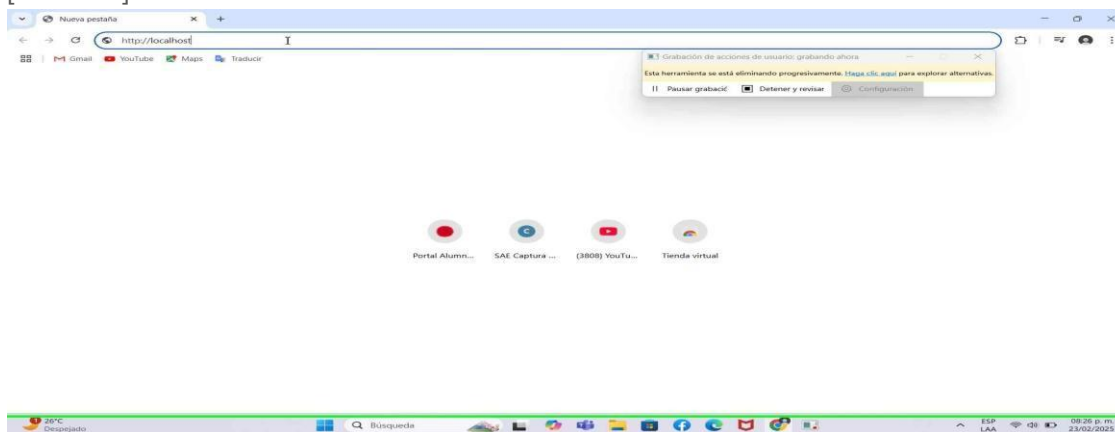 Nueva pestaña
http://localhost
Gmail YouTube Maps Traducir
Grabación de acciones de usuario: grabando ahora
Esta herramienta se está eliminando progresivamente. Haga clic aquí para explorar alternativas.
Pausar grabació Detener y revisar Configuración
Portal Alumn... SAE Captura ... (3808) YouTu... Tienda virtual
C
26°C
Despejado
Búsqueda
ESP
LAA
08:26 p. m.
23/02/2025